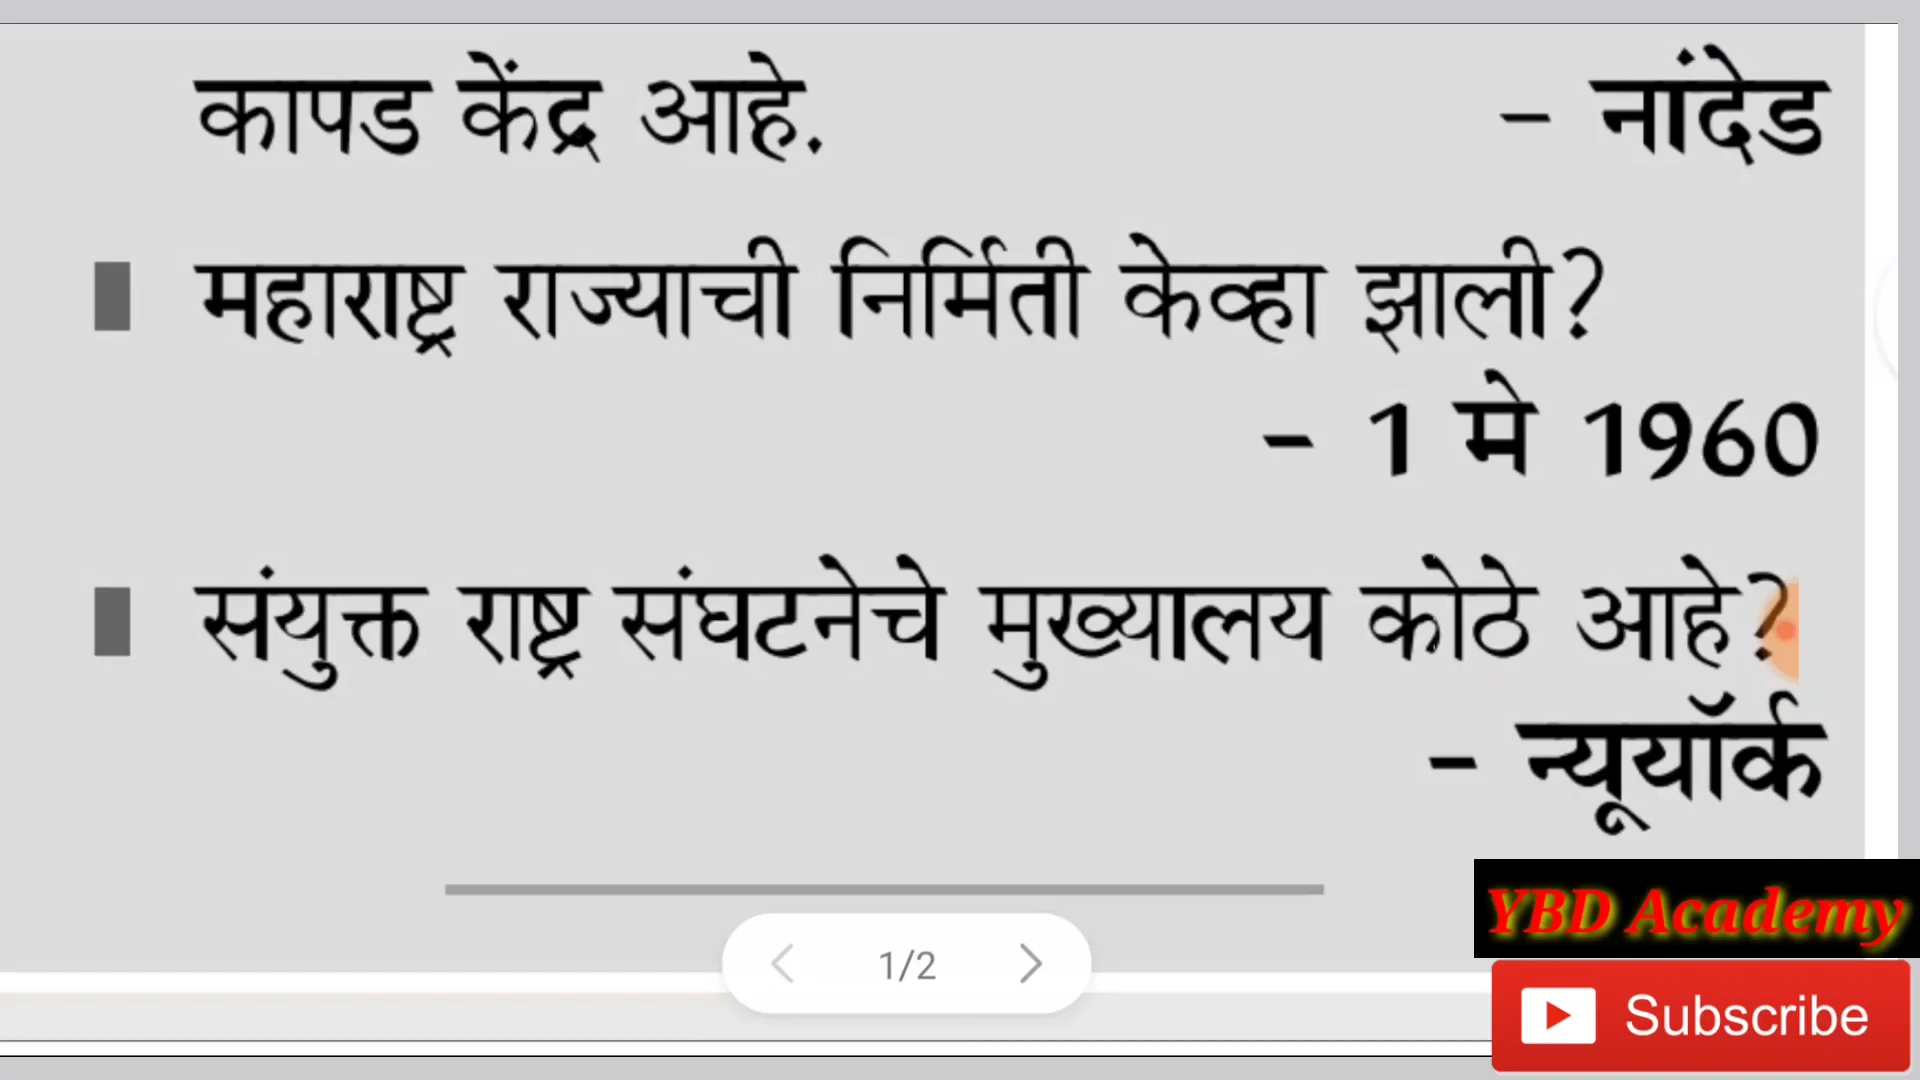 कापड केंद्र आहे. – नांदेड
महाराष्ट्र राज्याची निर्मिती केव्हा झाली?
– 1 मे 1960
संयुक्त राष्ट्र संघटनेचे मुख्यालय कोठे आहे?
– न्यूयॉर्क
1/2
YBD Academy
Subscribe